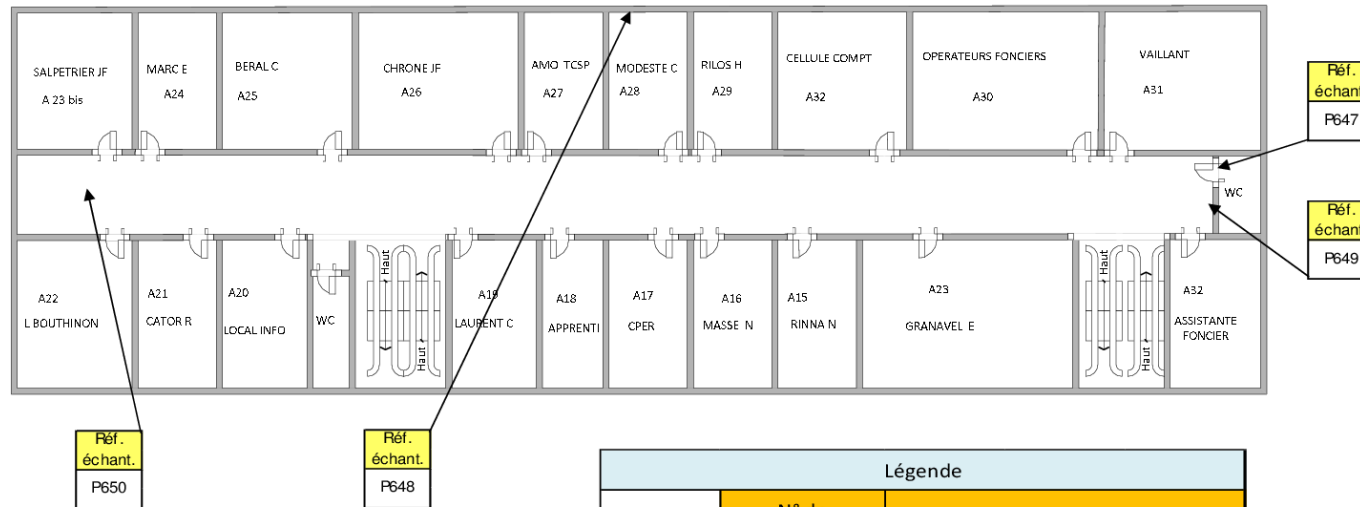 SALPETRIER JF
A 23 bis
MARC E
A24
BERAL C
A25
CHRONE JF
A26
AMO TCSP
A27
MODESTE C
A28
RILOS H
A29
CELLULE COMPT
A32
OPERATEURS FONCIERS
A30
VAILLANT
A31
Réf.
échant.
P647
WC
Réf.
échant.
P649
A22
L BOUTHINON
A21
CATOR R
A20
LOCAL INFO
WC
Haut
Haut
A19
LAURENT C
A18
APPRENTI
A17
CPER
A16
MASSE N
A15
RINNA N
A23
GRANAVEL E
Haut
Haut
A32
ASSISTANTE
FONCIER
Réf.
échant.
P650
Réf.
échant.
P648
Légende